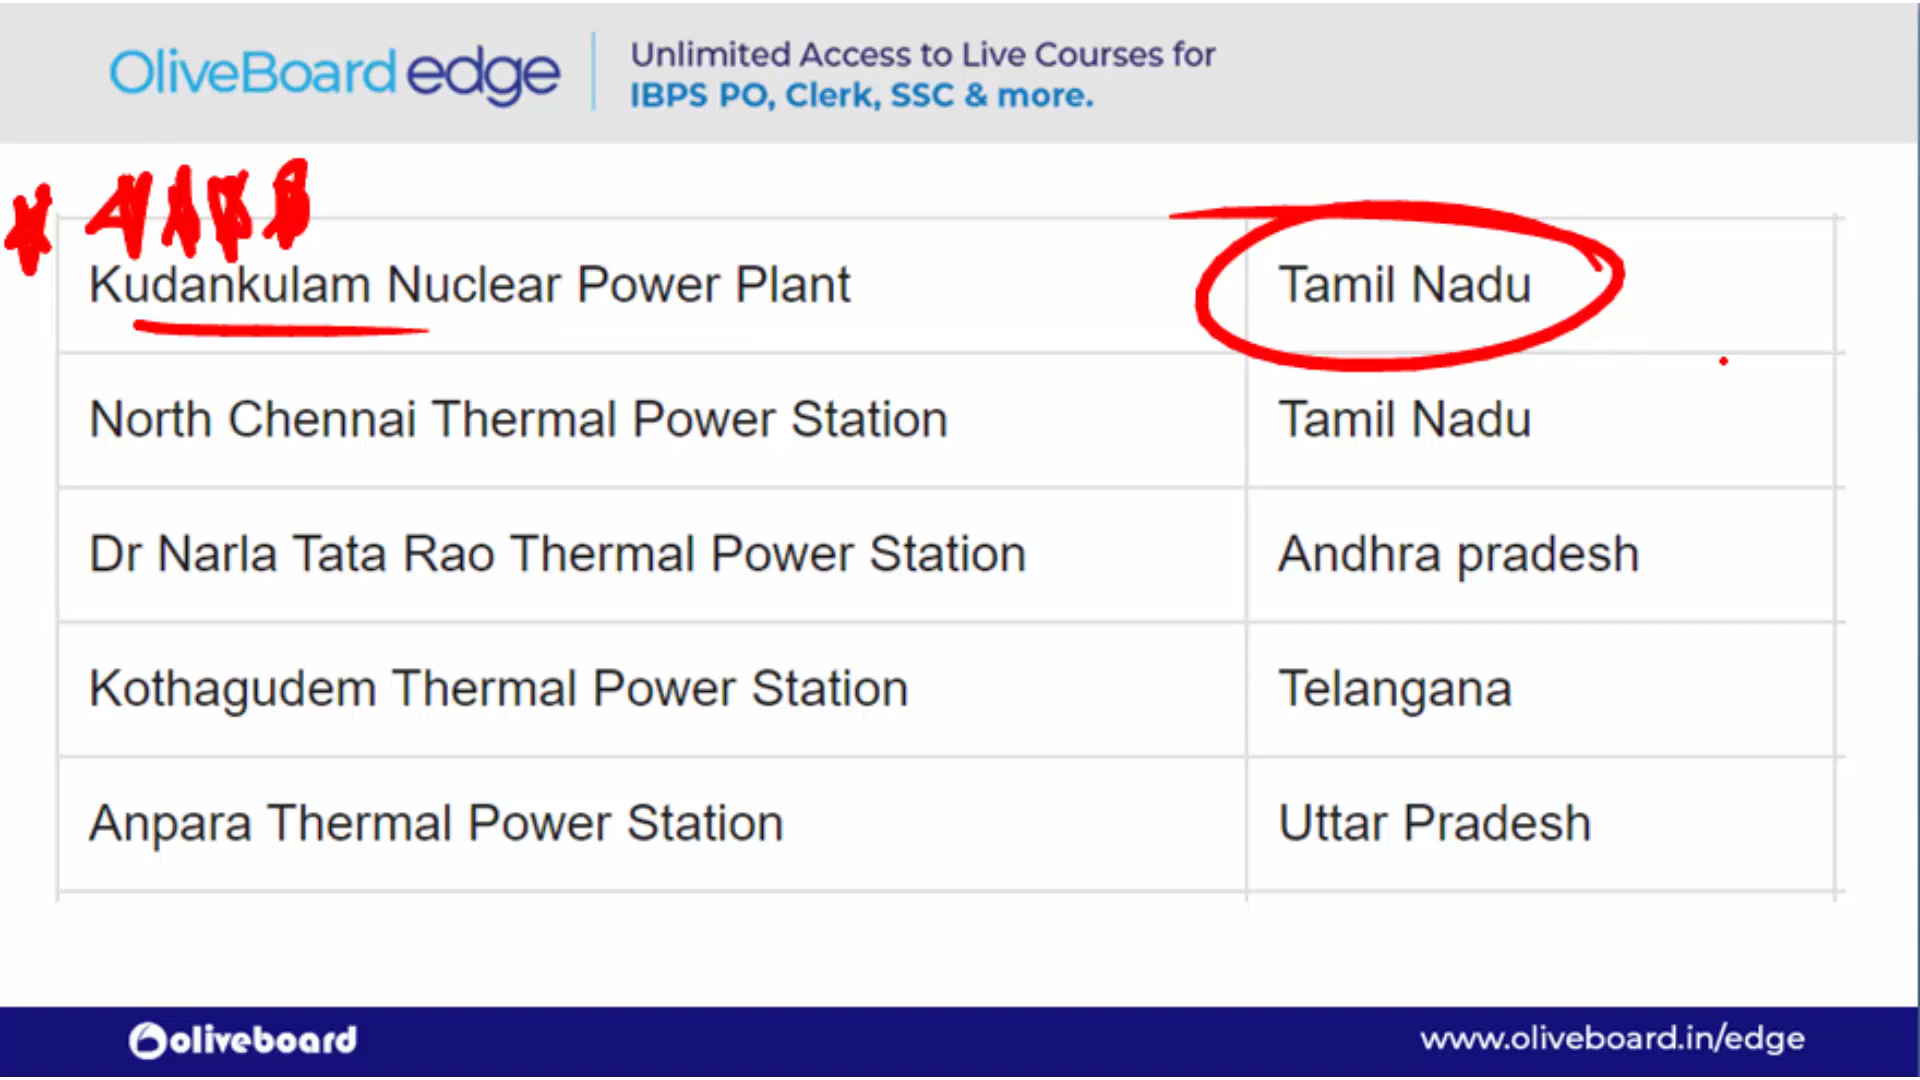 OliveBoard edge
Unlimited Access to Live Courses for
IBPS PO, Clerk, SSC & more.
Kudankulam Nuclear Power Plant Tamil Nadu
North Chennai Thermal Power Station Tamil Nadu
Dr Narla Tata Rao Thermal Power Station Andhra pradesh
Kothagudem Thermal Power Station Telangana
Anpara Thermal Power Station Uttar Pradesh
oliveboard www.oliveboard.in/edge